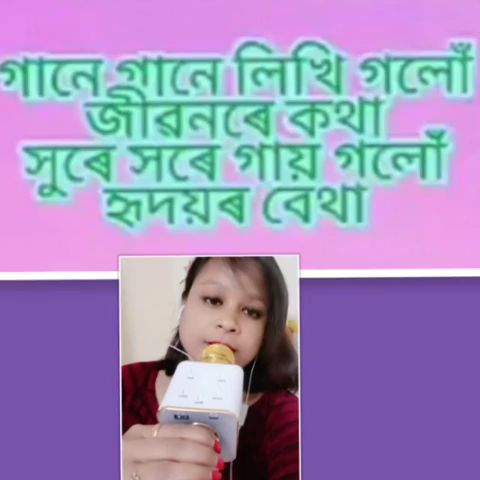 গানে গানে লিখি গলোঁ
জীৱনৰে কথা
সুৰে সৰে গায় গলোঁ
হৃদয়ৰ বেথা